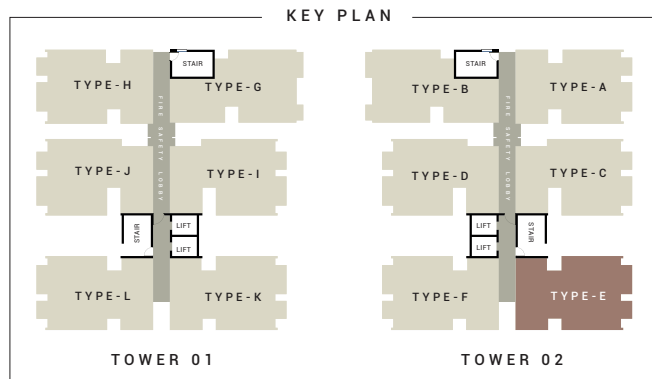 KEY PLAN
STAIR
TYPE-H
TYPE-G
FIRE SAFETY LOBBY
TYPE-J
TYPE-I
STAIR
LIFT
LIFT
TYPE-L
TYPE-K
TOWER 01
STAIR
TYPE-B
TYPE-A
FIRE SAFETY LOBBY
TYPE-D
TYPE-C
LIFT
LIFT
STAIR
TYPE-F
TYPE-E
TOWER 02